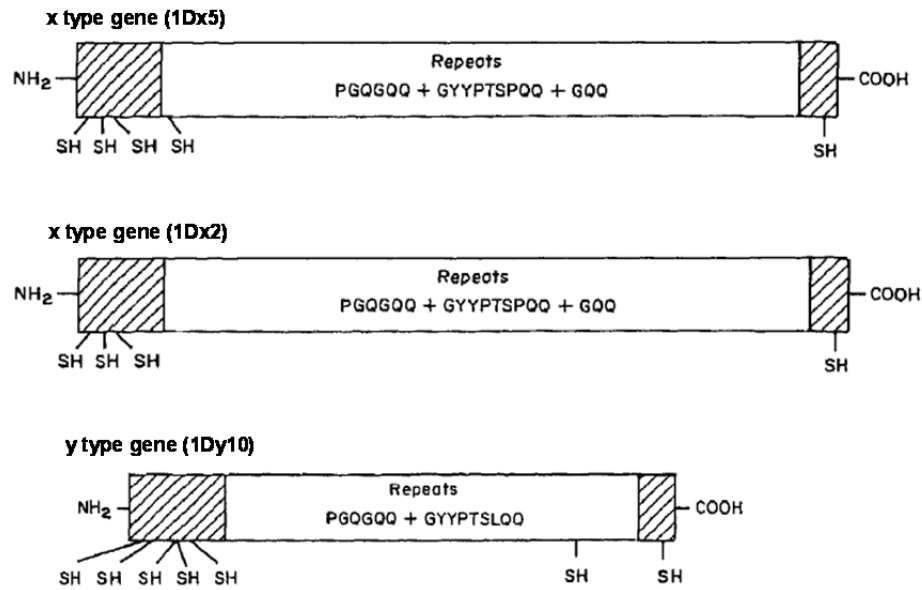 x type gene (1Dx5)
Repeats
NH2 PGQGQQ + GYYPTSPQQ + GQQ COOH
SH SH SH SH SH
x type gene (1Dx2)
Repeats
NH2 PGQGQQ + GYYPTSPQQ + GQQ COOH
SH SH SH SH
y type gene (1Dy10)
Repeats
NH2 PGQGQQ + GYYPTSLQQ COOH
SH SH SH SH SH SH SH